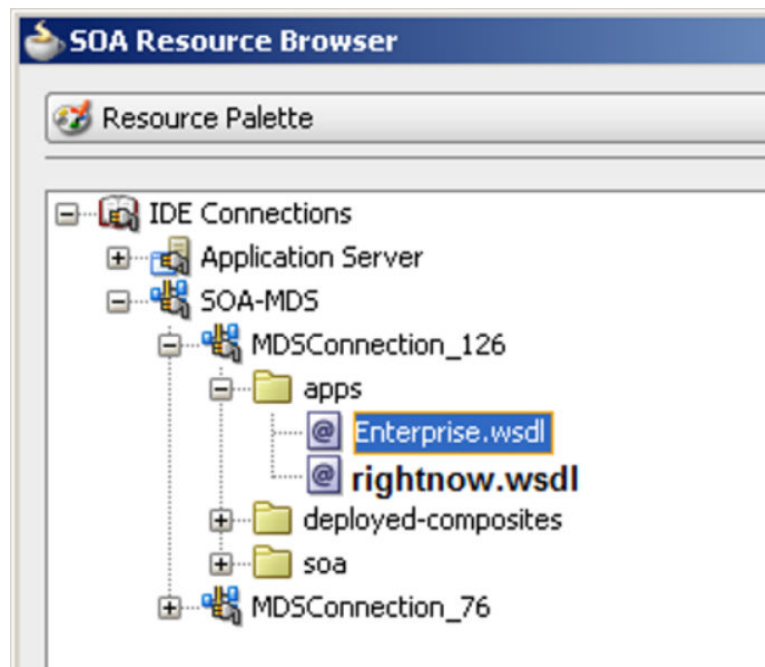 SOA Resource Browser
Resource Palette
IDE Connections
Application Server
SOA-MDS
MDSConnection_126
apps
Enterprise.wsdl
rightnow.wsdl
deployed-composites
soa
MDSConnection_76